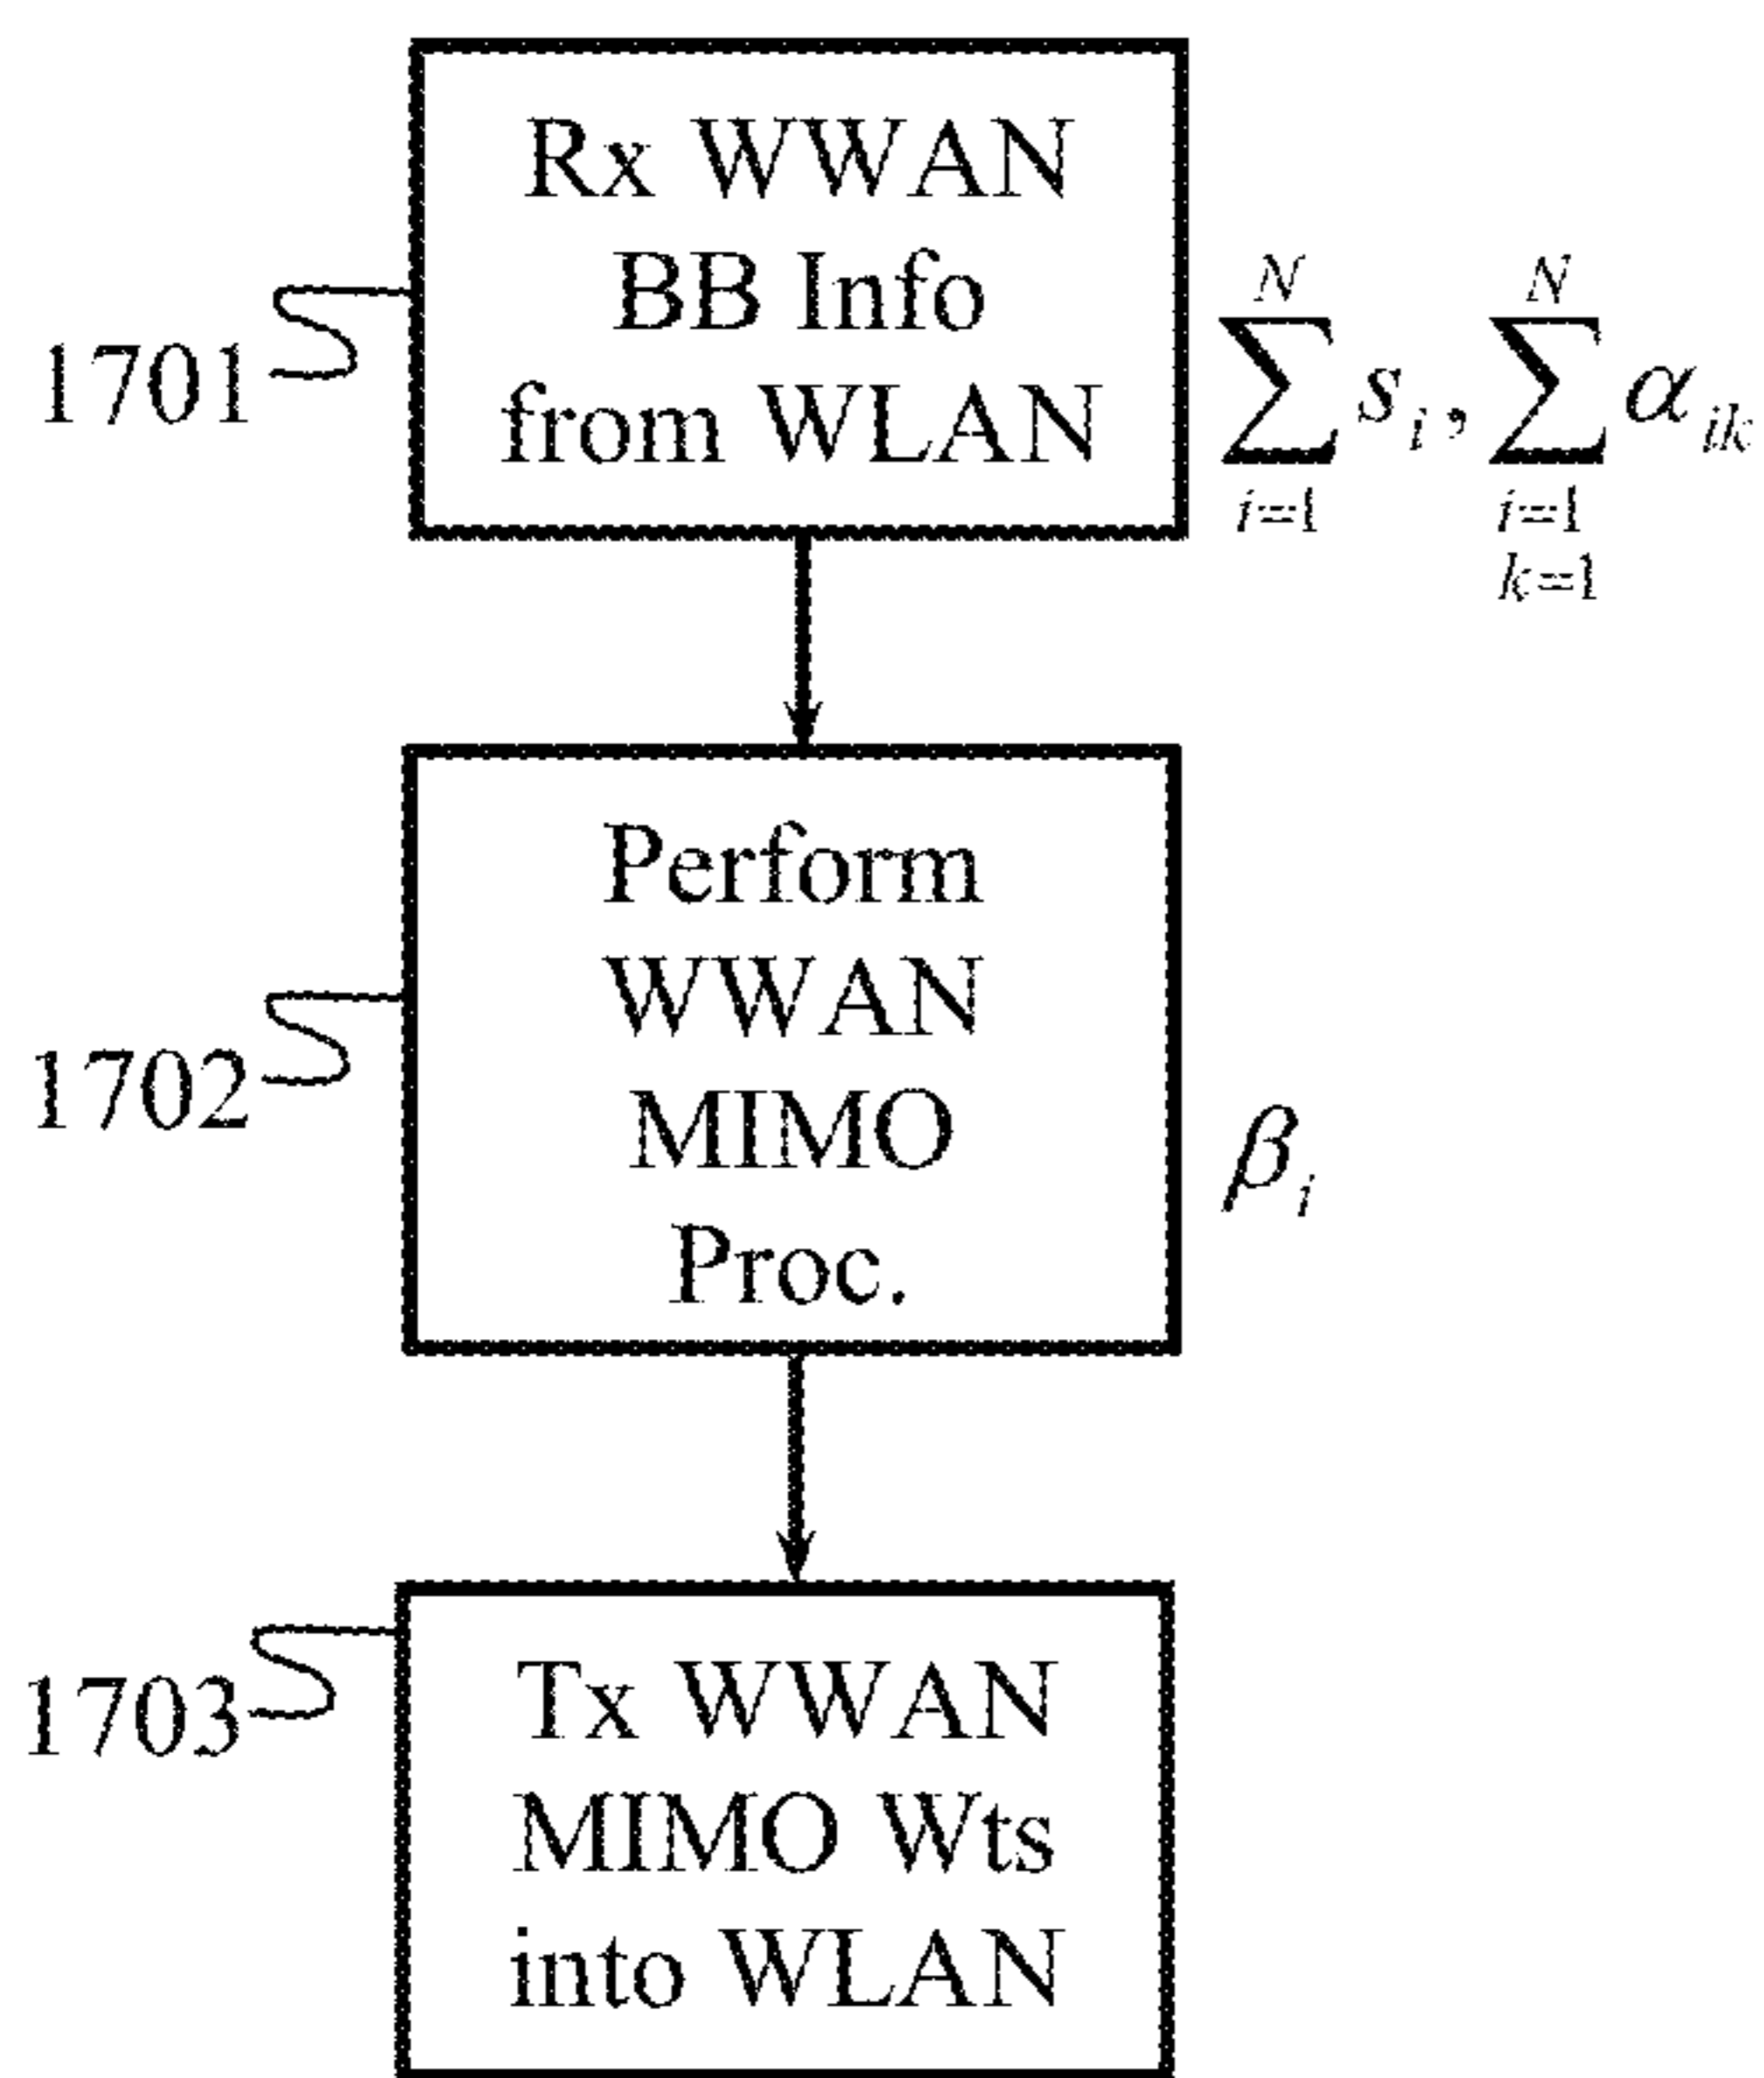 Rx WWAN
BB Info
from WLAN
1701
N N
∑ s_i, ∑ α_ik
i=1 i=1
k=1
Perform
WWAN
MIMO
Proc.
1702
β_i
Tx WWAN
MIMO Wts
into WLAN
1703